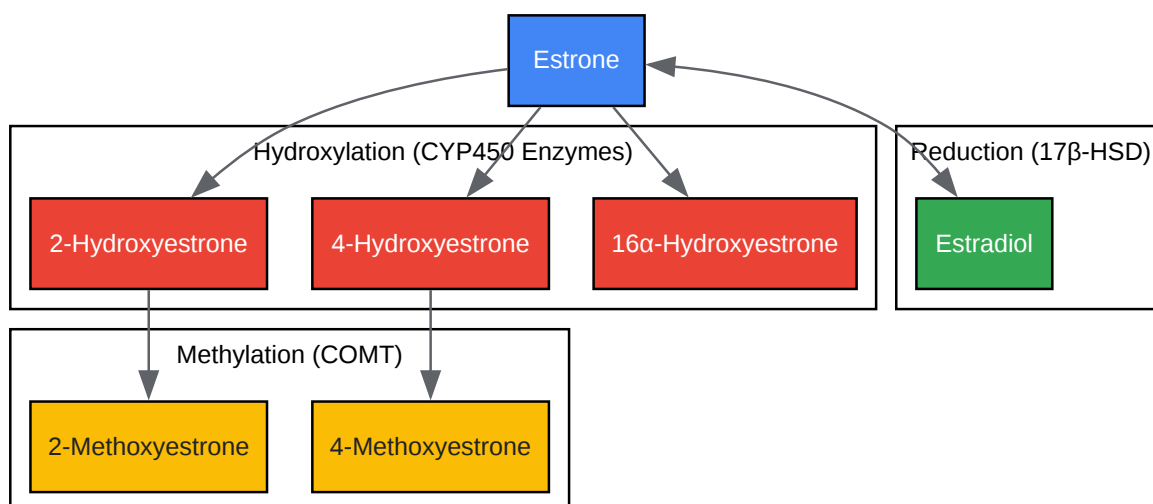 Estrone
Hydroxylation (CYP450 Enzymes)
Reduction (17β-HSD)
2-Hydroxyestrone
4-Hydroxyestrone
16α-Hydroxyestrone
Estradiol
Methylation (COMT)
2-Methoxyestrone
4-Methoxyestrone